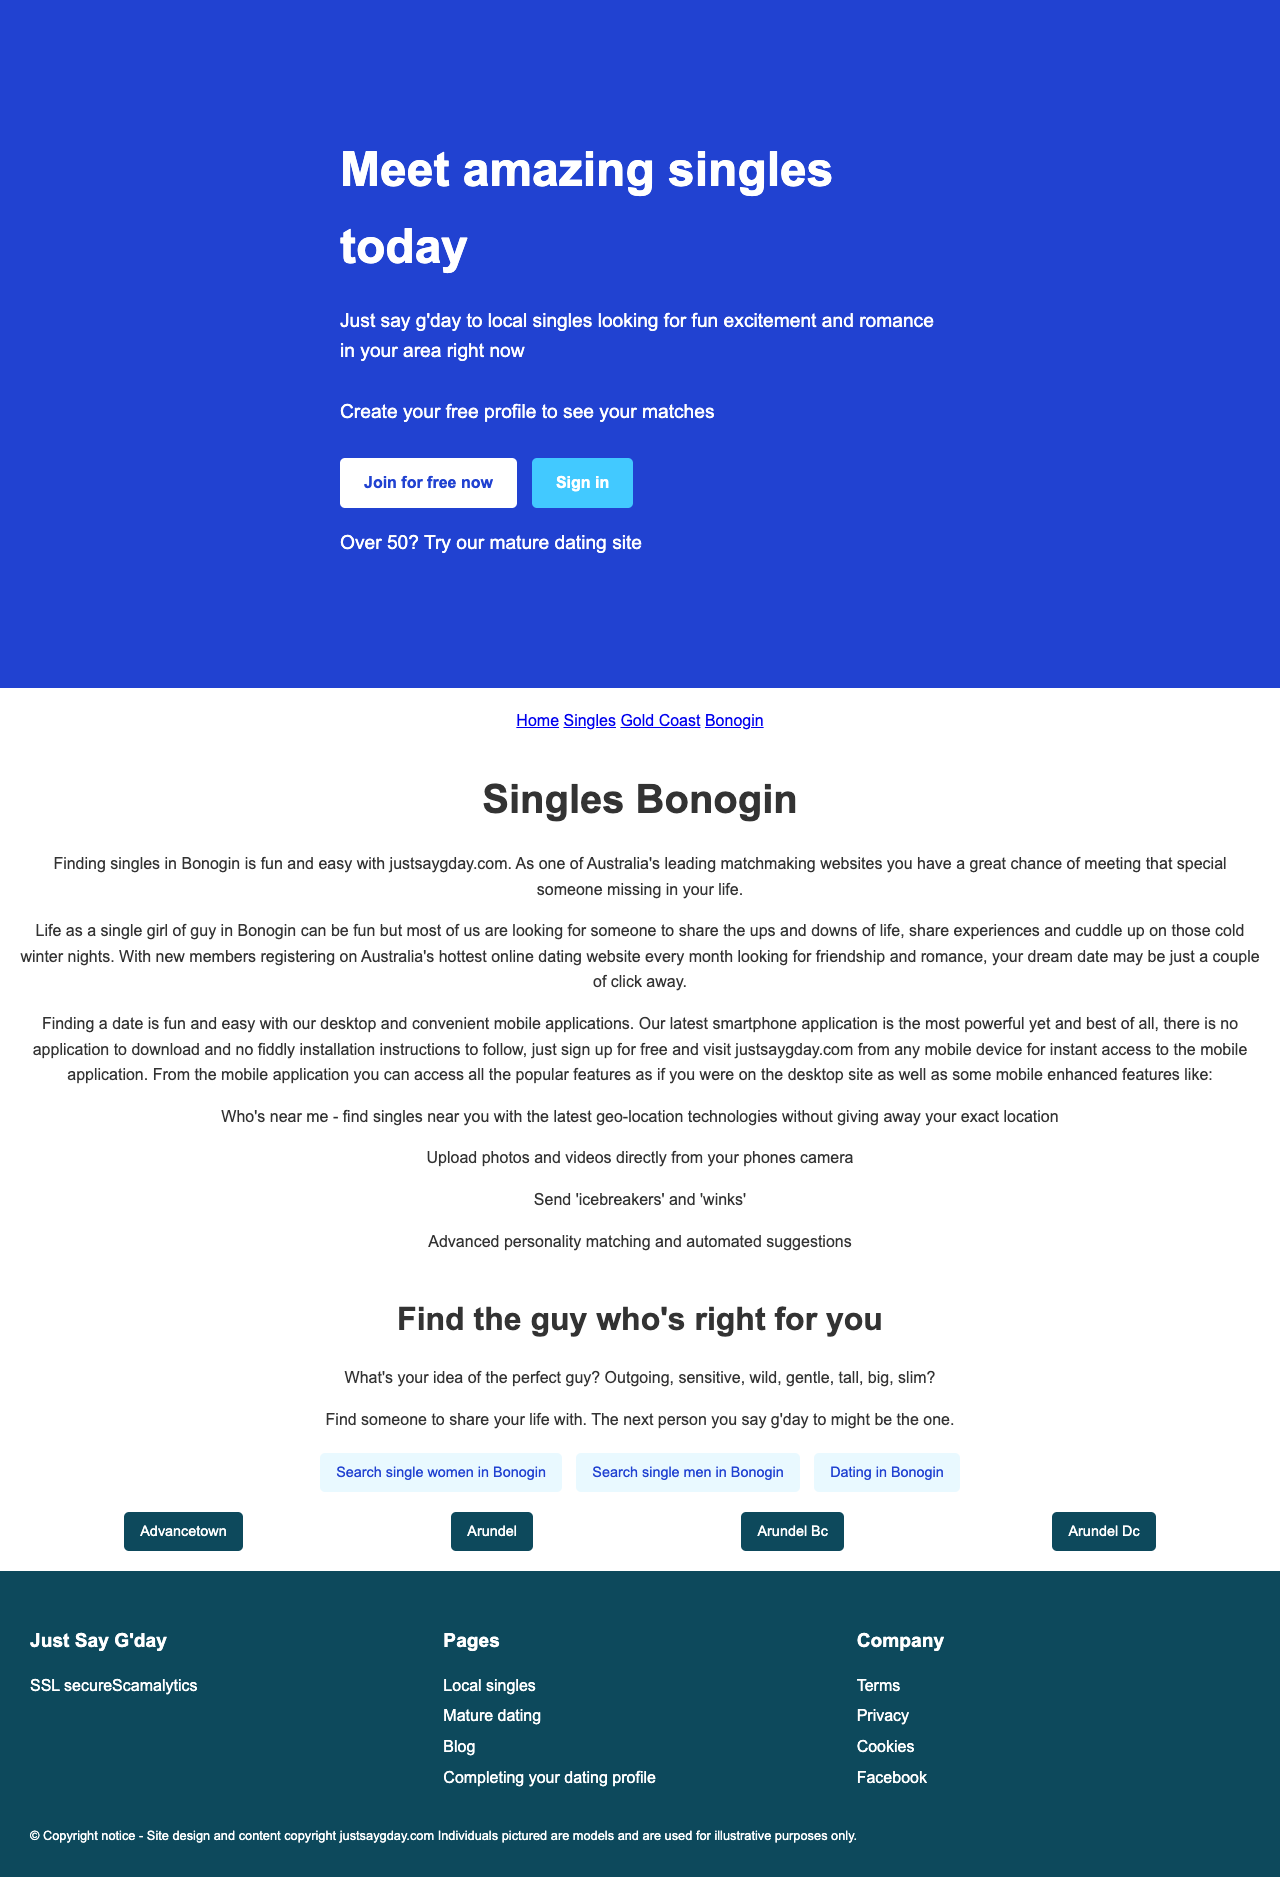 Meet amazing singles
today
Just say g'day to local singles looking for fun excitement and romance
in your area right now
Create your free profile to see your matches
Join for free now Sign in
Over 50? Try our mature dating site
Home Singles Gold Coast Bonogin
Singles Bonogin
Finding singles in Bonogin is fun and easy with justsaygday.com. As one of Australia's leading matchmaking websites you have a great chance of meeting that special
someone missing in your life.
Life as a single girl of guy in Bonogin can be fun but most of us are looking for someone to share the ups and downs of life, share experiences and cuddle up on those cold
winter nights. With new members registering on Australia's hottest online dating website every month looking for friendship and romance, your dream date may be just a couple
of click away.
Finding a date is fun and easy with our desktop and convenient mobile applications. Our latest smartphone application is the most powerful yet and best of all, there is no
application to download and no fiddly installation instructions to follow, just sign up for free and visit justsaygday.com from any mobile device for instant access to the mobile
application. From the mobile application you can access all the popular features as if you were on the desktop site as well as some mobile enhanced features like:
Who's near me - find singles near you with the latest geo-location technologies without giving away your exact location
Upload photos and videos directly from your phones camera
Send 'icebreakers' and 'winks'
Advanced personality matching and automated suggestions
Find the guy who's right for you
What's your idea of the perfect guy? Outgoing, sensitive, wild, gentle, tall, big, slim?
Find someone to share your life with. The next person you say g'day to might be the one.
Search single women in Bonogin Search single men in Bonogin Dating in Bonogin
Advancetown Arundel Arundel Bc Arundel Dc
Just Say G'day
SSL secureScamalytics
Pages
Local singles
Mature dating
Blog
Completing your dating profile
Company
Terms
Privacy
Cookies
Facebook
© Copyright notice - Site design and content copyright justsaygday.com Individuals pictured are models and are used for illustrative purposes only.